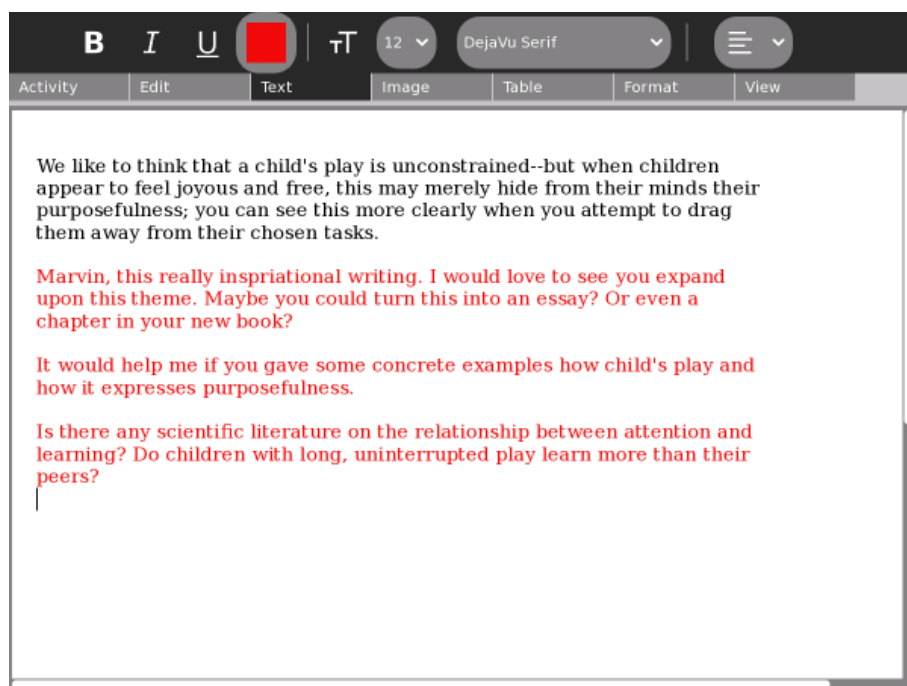 B I U TT 12 DejaVu Serif
Activity Edit Text Image Table Format View
We like to think that a child's play is unconstrained--but when children
appear to feel joyous and free, this may merely hide from their minds their
purposefulness; you can see this more clearly when you attempt to drag
them away from their chosen tasks.
Marvin, this really inspriational writing. I would love to see you expand
upon this theme. Maybe you could turn this into an essay? Or even a
chapter in your new book?
It would help me if you gave some concrete examples how child's play and
how it expresses purposefulness.
Is there any scientific literature on the relationship between attention and
learning? Do children with long, uninterrupted play learn more than their
peers?